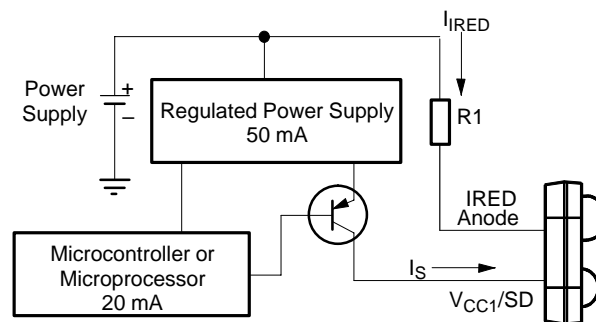 I_IRED
Power
Supply
+
–
Regulated Power Supply
50 mA
R1
IRED
Anode
Microcontroller or
Microprocessor
20 mA
I_S
V_CC1/SD